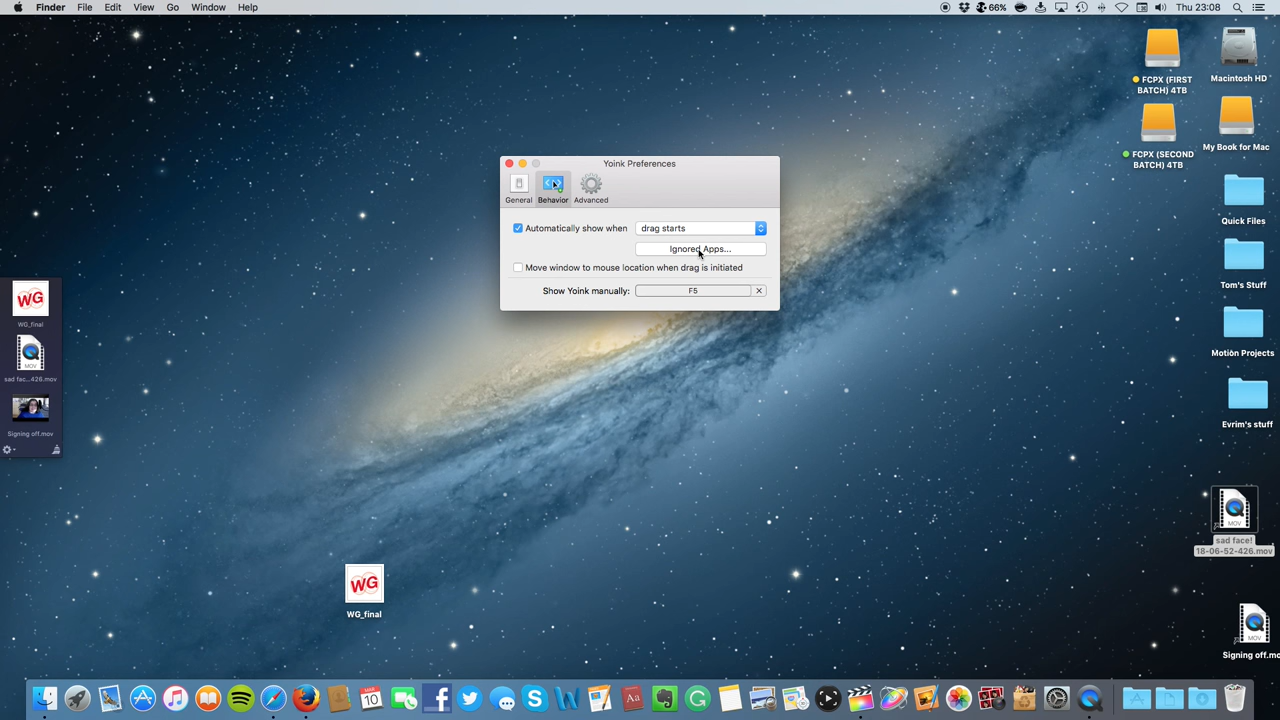 Finder File Edit View Go Window Help
66% Thu 23:08
FCPX (FIRST
BATCH) 4TB
Macintosh HD
FCPX (SECOND
BATCH) 4TB
My Book for Mac
Quick Files
Tom's Stuff
Motion Projects
Evrim's stuff
MOV
sad face!
18-06-52-426.mov
Signing off.mo
Yoink Preferences
General Behavior Advanced
Automatically show when drag starts
Ignored Apps...
Move window to mouse location when drag is initiated
Show Yoink manually: F5
WG
WG_final
MOV
sad fac...426.mov
Signing off.mov
WG
WG_final